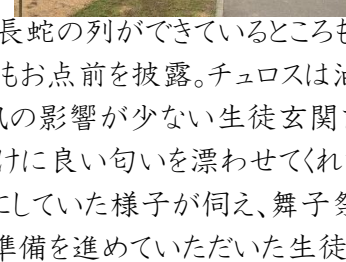 長蛇の列ができているところも
もお点前を披露。チュロスは油
の影響が少ない生徒玄関
けに良い匂いを漂わせてくれ
にしていた様子が伺え、舞子祭
準備を進めていただいた生徒